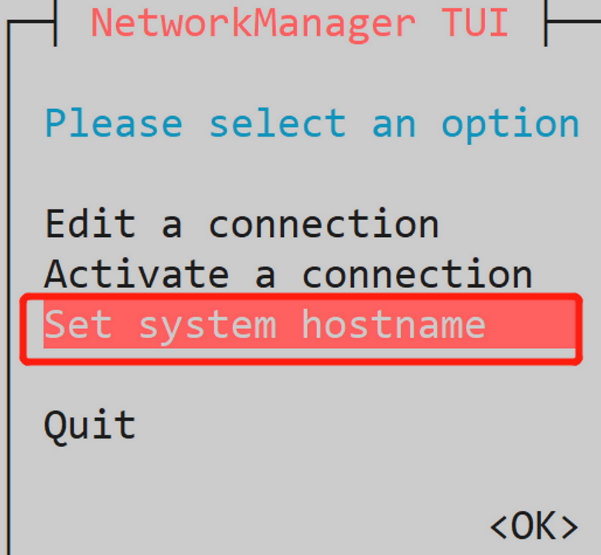 NetworkManager TUI
Please select an option
Edit a connection
Activate a connection
Set system hostname
Quit
<OK>